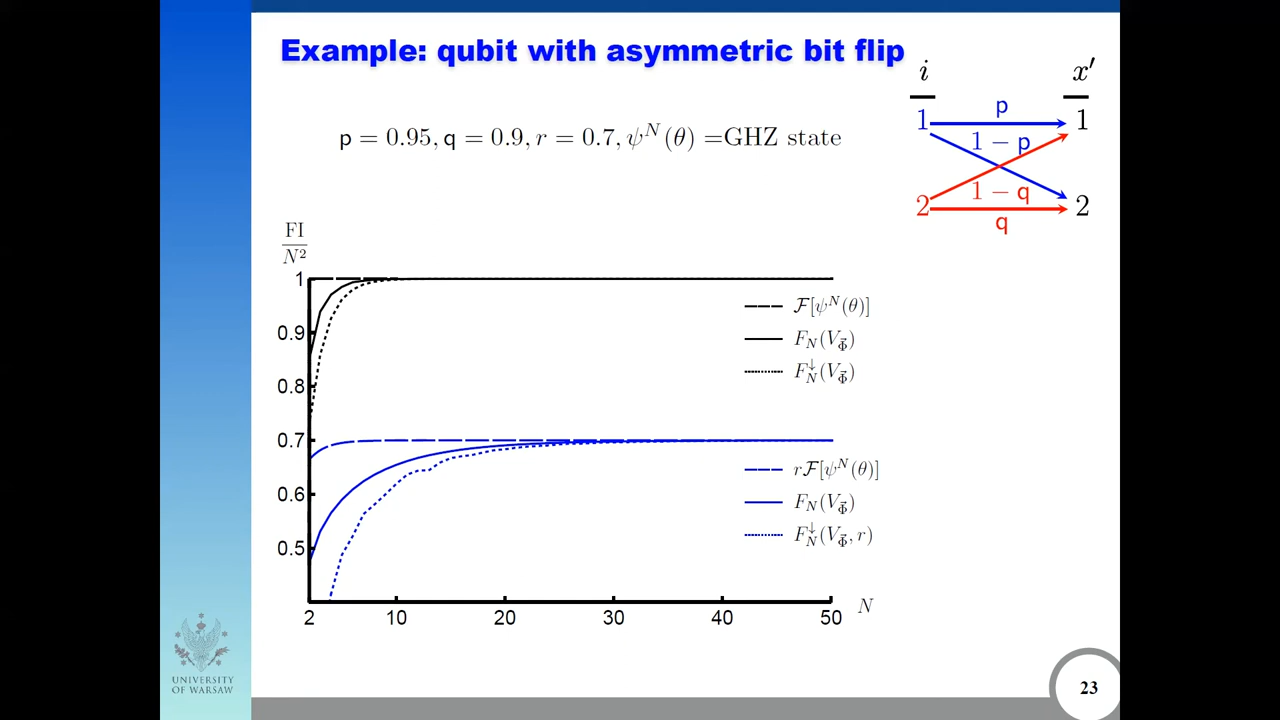 Example: qubit with asymmetric bit flip
p = 0.95, q = 0.9, r = 0.7, ψ^N(θ) =GHZ state
i x′
1 p 1
1 − p
1 − q
2 q 2
FI
N²
1
0.9
0.8
0.7
0.6
0.5
2 10 20 30 40 50 N
ℱ[ψ^N(θ)]
F_N(V_Φ⃗)
F_N^↓(V_Φ⃗)
rℱ[ψ^N(θ)]
F_N(V_Φ⃗)
F_N^↓(V_Φ⃗, r)
UNIVERSITY
OF WARSAW
23